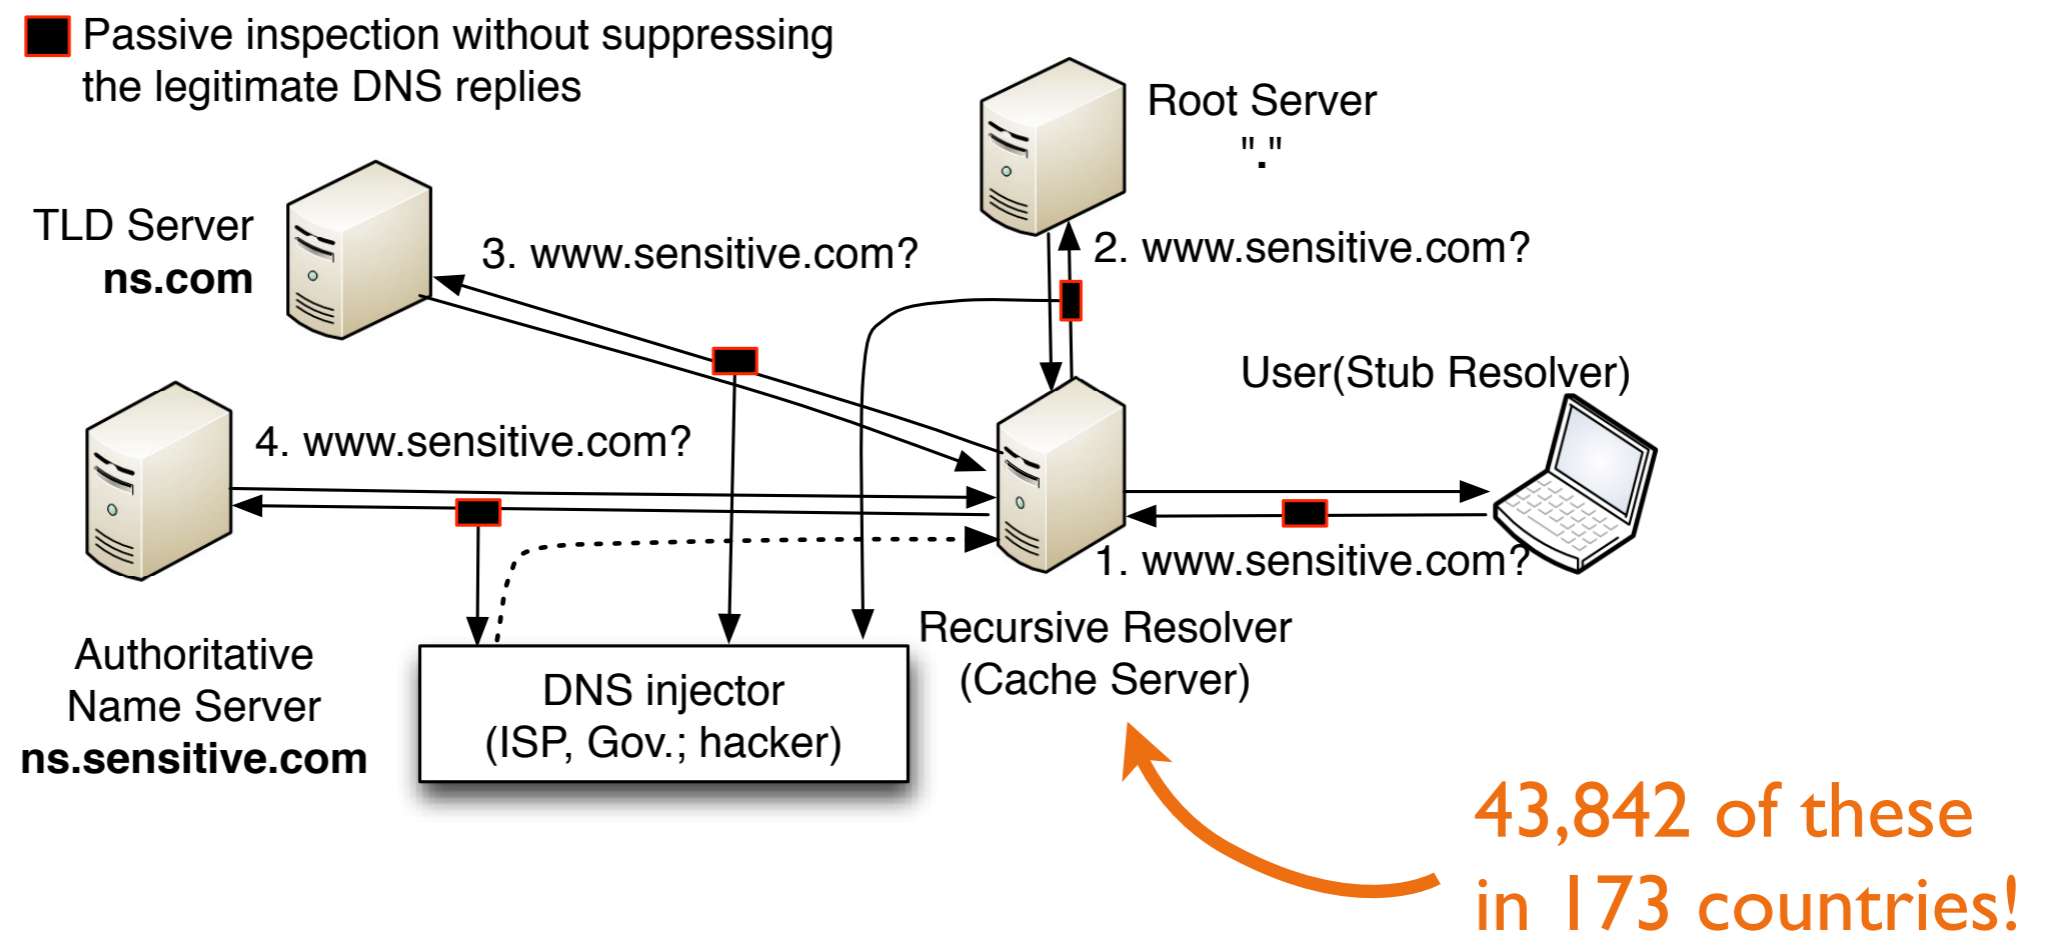 Passive inspection without suppressing
the legitimate DNS replies
Root Server
"."
TLD Server
ns.com
3. www.sensitive.com?
2. www.sensitive.com?
User(Stub Resolver)
4. www.sensitive.com?
1. www.sensitive.com?
Recursive Resolver
(Cache Server)
Authoritative
Name Server
ns.sensitive.com
DNS injector
(ISP, Gov.; hacker)
43,842 of these
in 173 countries!